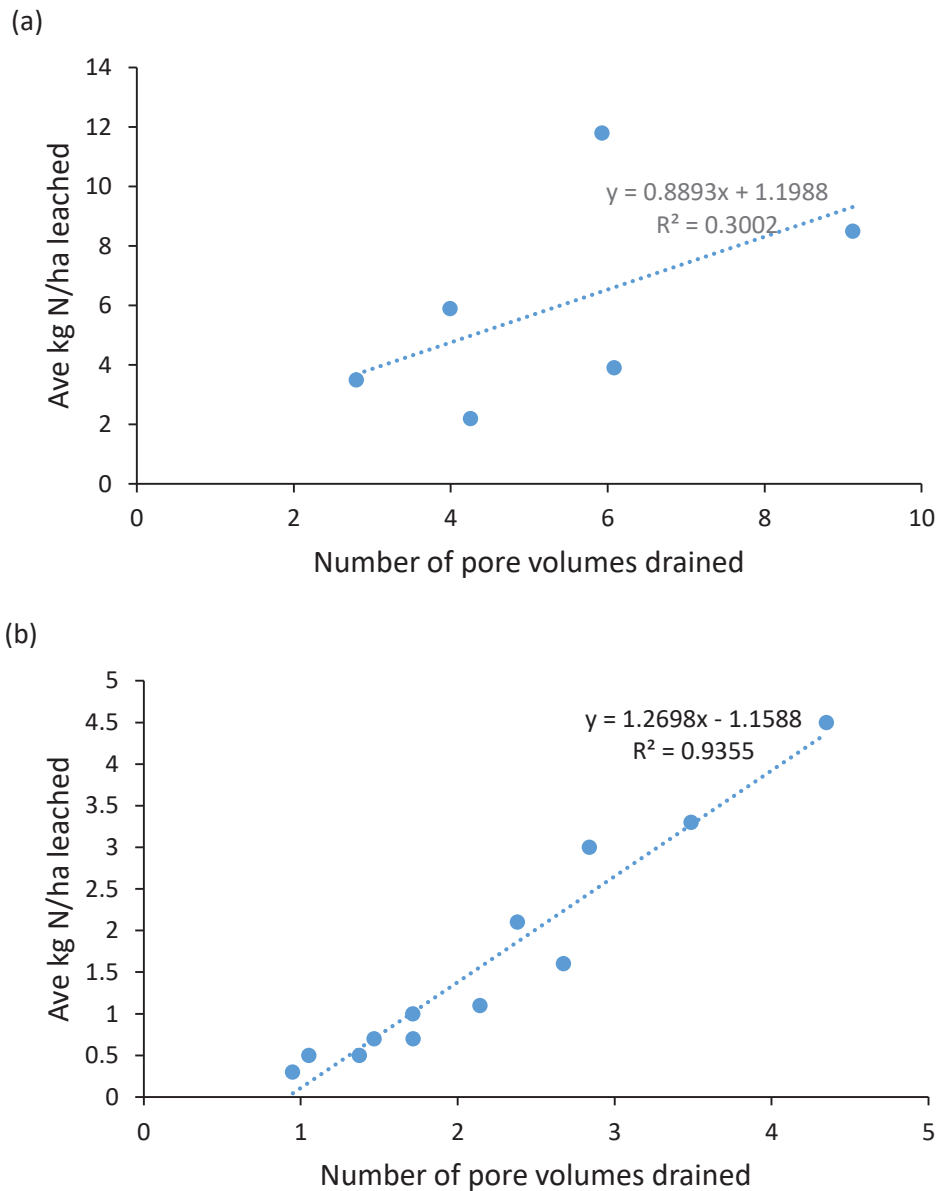 (a)
14
12
10
8
6
4
2
0
Ave kg N/ha leached
y = 0.8893x + 1.1988
R² = 0.3002
0 2 4 6 8 10
Number of pore volumes drained
(b)
5
4.5
4
3.5
3
2.5
2
1.5
1
0.5
0
Ave kg N/ha leached
y = 1.2698x - 1.1588
R² = 0.9355
0 1 2 3 4 5
Number of pore volumes drained